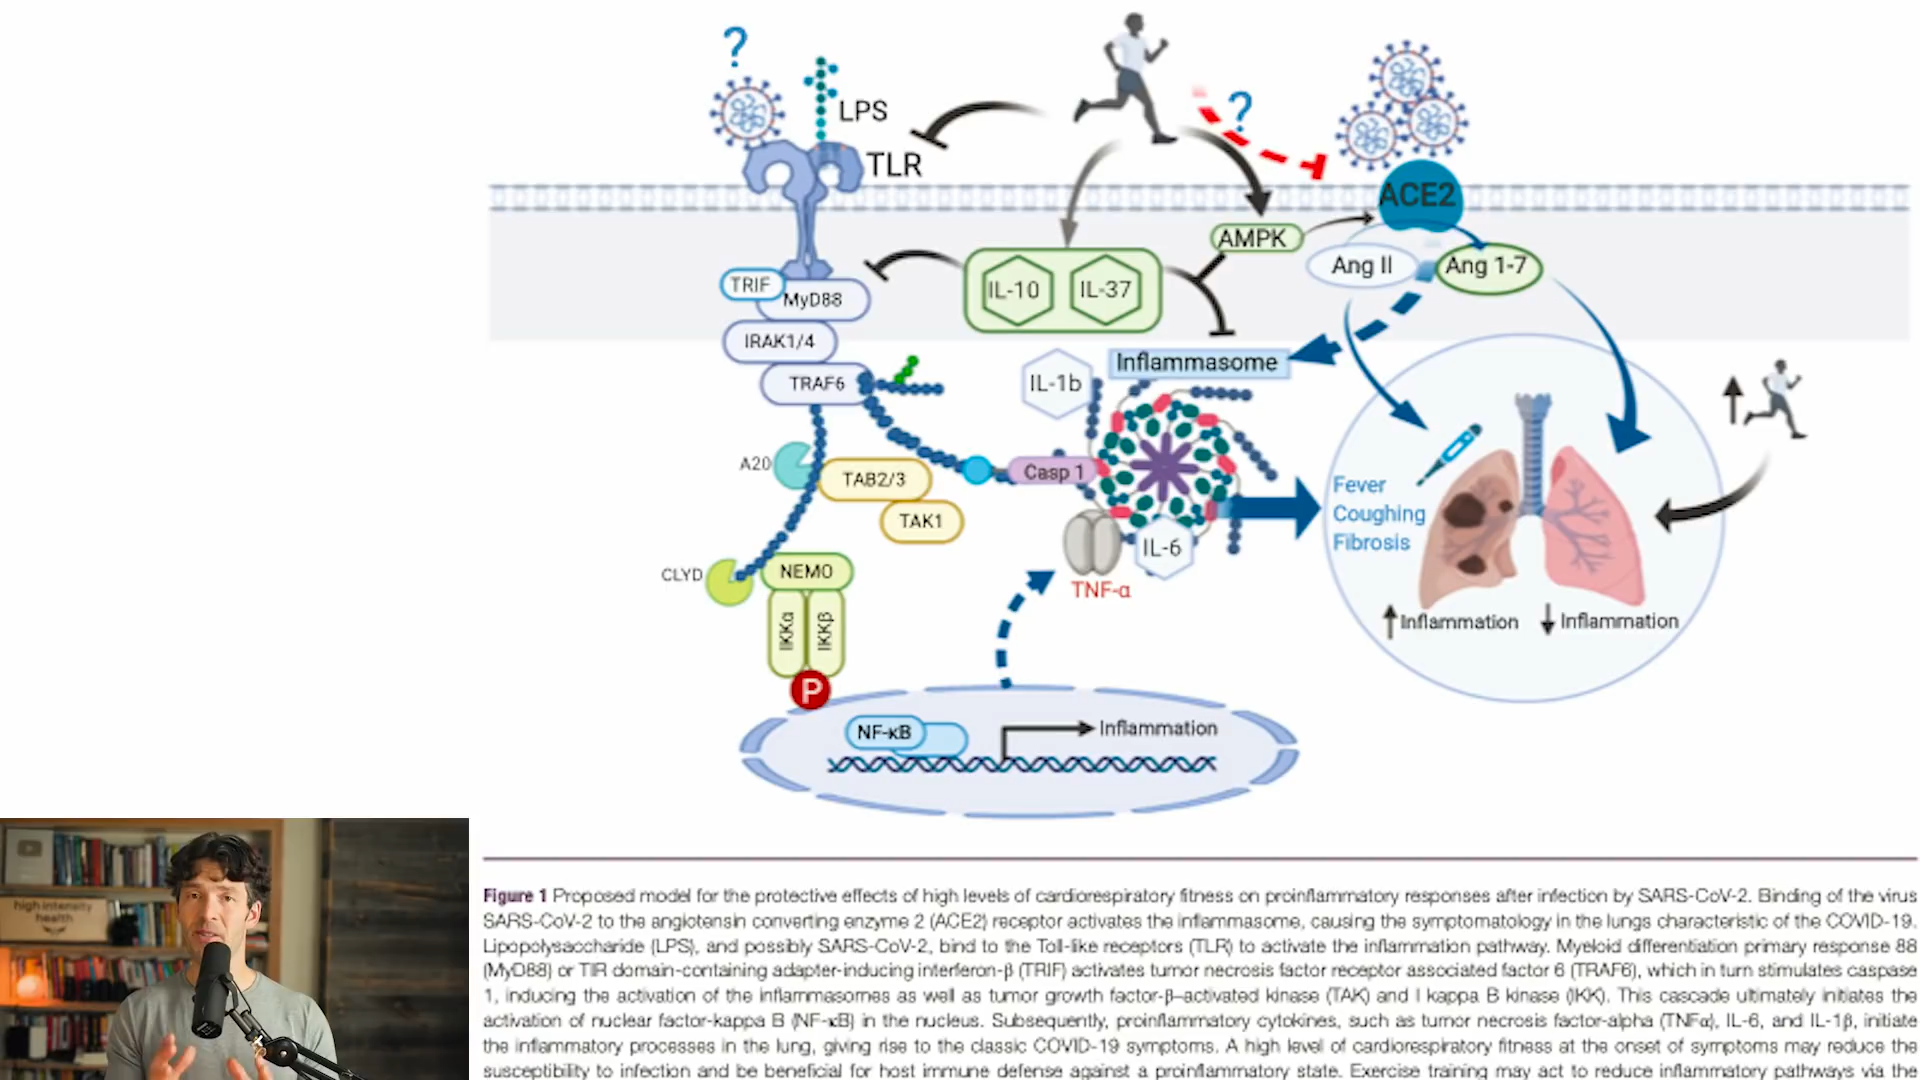 ?
LPS
TLR
?
ACE2
AMPK
Ang II
Ang 1-7
TRIF
MyD88
IL-10
IL-37
IRAK1/4
TRAF6
IL-1b
Inflammasome
A20
TAB2/3
Casp 1
TAK1
IL-6
TNF-α
Fever
Coughing
Fibrosis
CLYD
NEMO
IKKα
IKKβ
P
Inflammation
Inflammation
NF-κB
Inflammation
high intensity
health
Figure 1 Proposed model for the protective effects of high levels of cardiorespiratory fitness on proinflammatory responses after infection by SARS-CoV-2. Binding of the virus
SARS-CoV-2 to the angiotensin converting enzyme 2 (ACE2) receptor activates the inflammasome, causing the symptomatology in the lungs characteristic of the COVID-19.
Lipopolysaccharide (LPS), and possibly SARS-CoV-2, bind to the Toll-like receptors (TLR) to activate the inflammation pathway. Myeloid differentiation primary response 88
(MyD88) or TIR domain-containing adapter-inducing interferon-β (TRIF) activates tumor necrosis factor receptor associated factor 6 (TRAF6), which in turn stimulates caspase
1, inducing the activation of the inflammasomes as well as tumor growth factor-β–activated kinase (TAK) and I kappa B kinase (IKK). This cascade ultimately initiates the
activation of nuclear factor-kappa B (NF-κB) in the nucleus. Subsequently, proinflammatory cytokines, such as tumor necrosis factor-alpha (TNFα), IL-6, and IL-1β, initiate
the inflammatory processes in the lung, giving rise to the classic COVID-19 symptoms. A high level of cardiorespiratory fitness at the onset of symptoms may reduce the
susceptibility to infection and be beneficial for host immune defense against a proinflammatory state. Exercise training may act to reduce inflammatory pathways via the